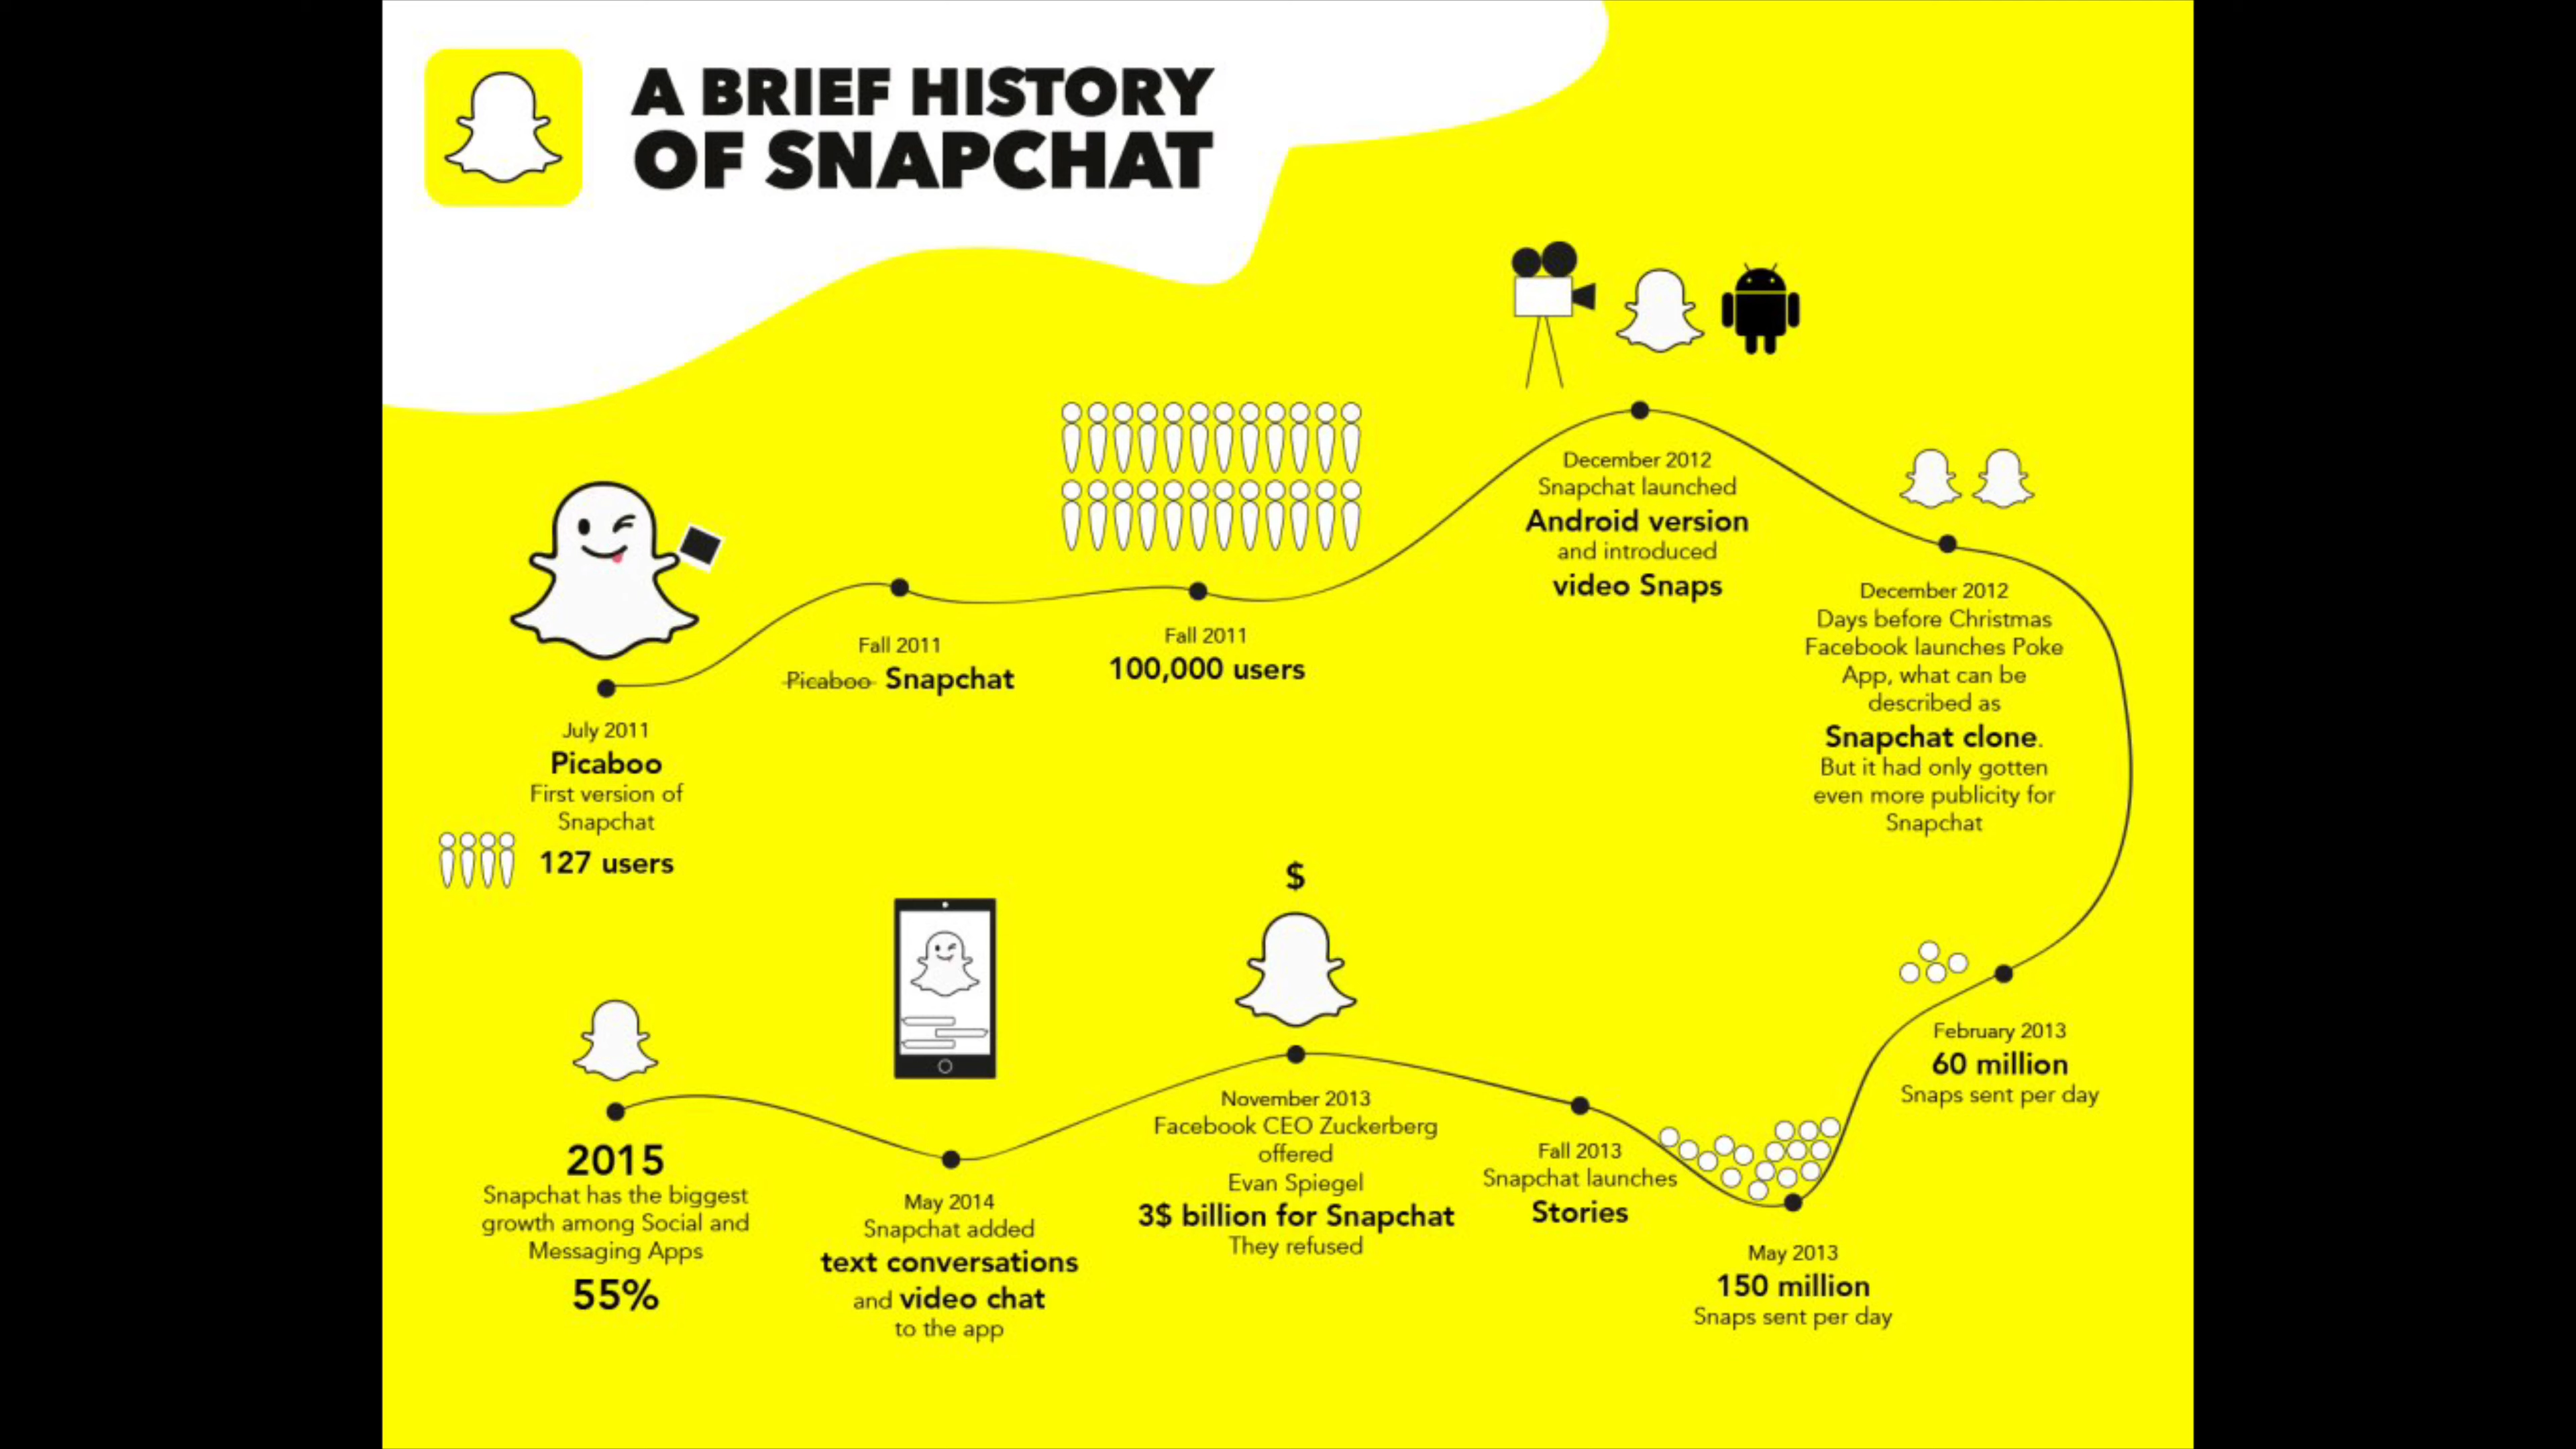 A BRIEF HISTORY
OF SNAPCHAT
July 2011
Picaboo
First version of
Snapchat
127 users
Fall 2011
Picaboo Snapchat
Fall 2011
100,000 users
December 2012
Snapchat launched
Android version
and introduced
video Snaps
December 2012
Days before Christmas
Facebook launches Poke
App, what can be
described as
Snapchat clone.
But it had only gotten
even more publicity for
Snapchat
February 2013
60 million
Snaps sent per day
May 2013
150 million
Snaps sent per day
Fall 2013
Snapchat launches
Stories
$
November 2013
Facebook CEO Zuckerberg
offered
Evan Spiegel
3$ billion for Snapchat
They refused
May 2014
Snapchat added
text conversations
and video chat
to the app
2015
Snapchat has the biggest
growth among Social and
Messaging Apps
55%